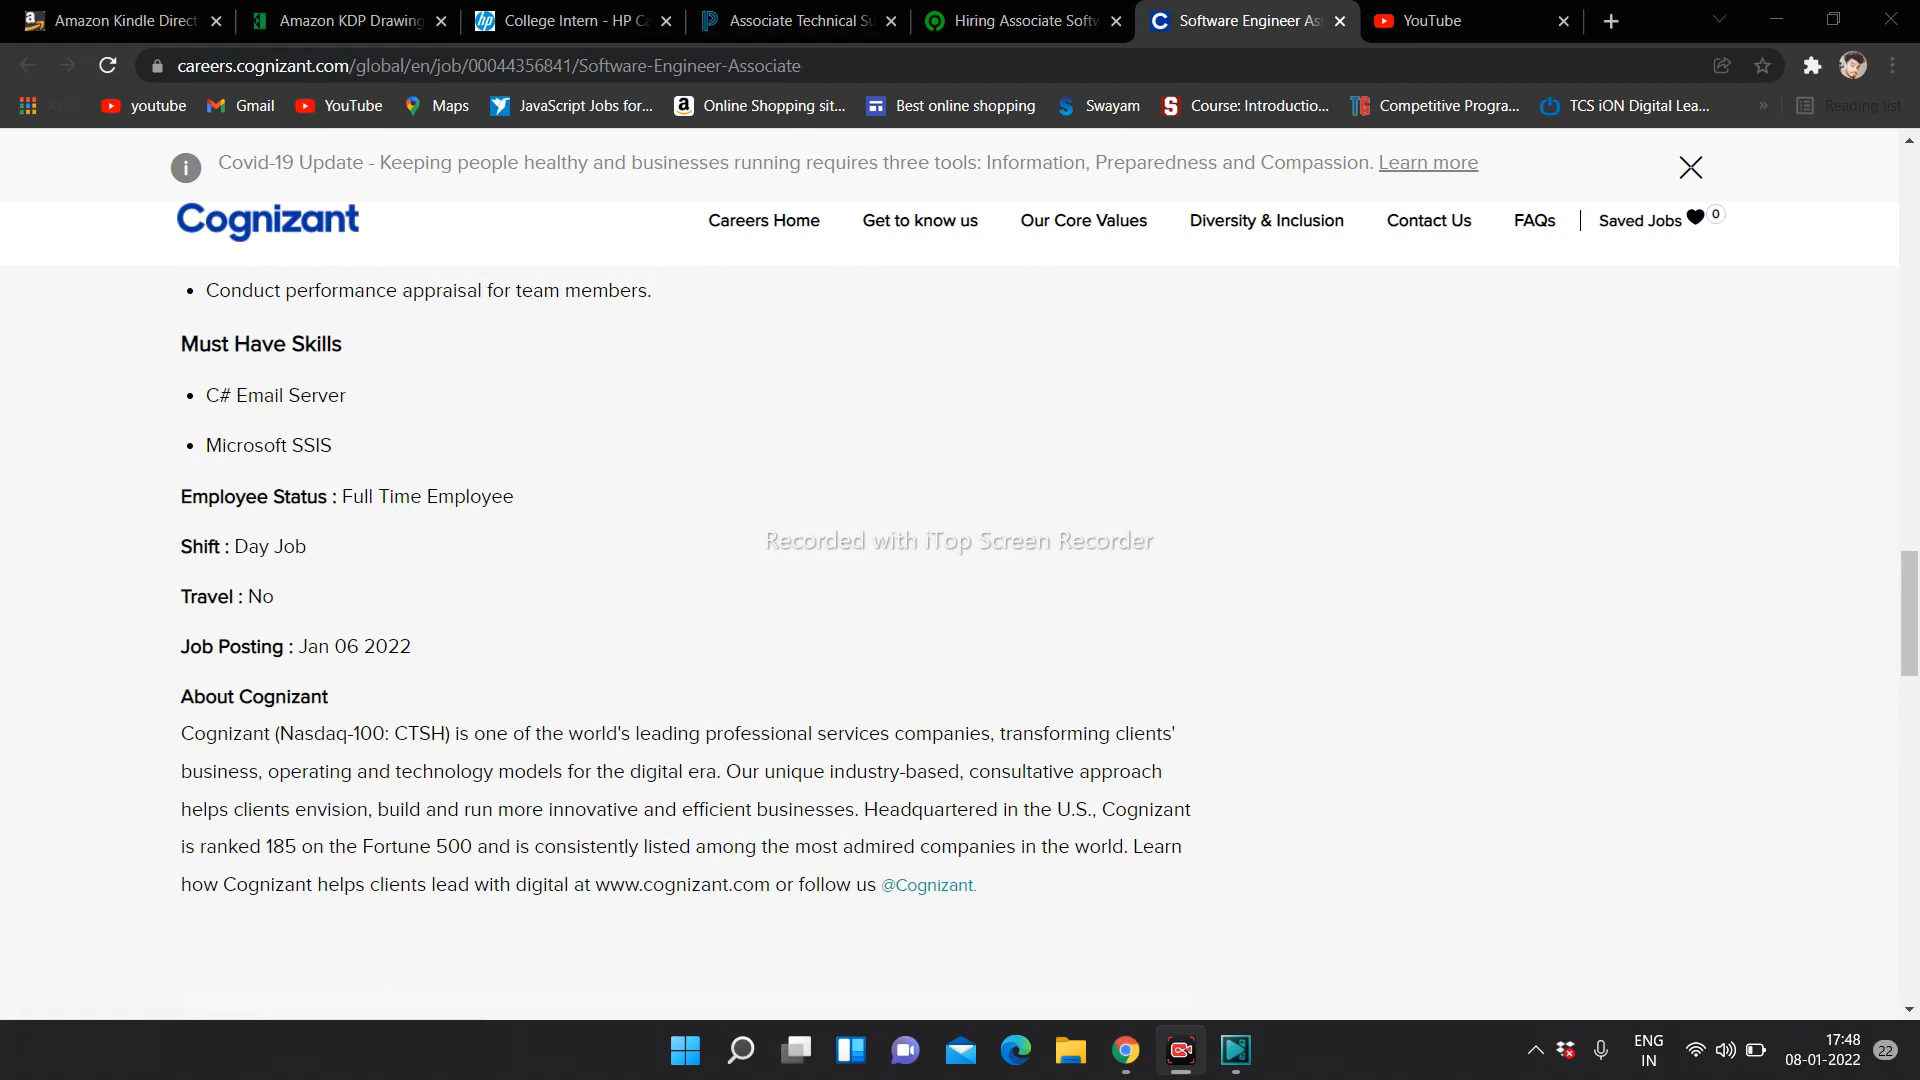 Amazon Kindle Direct
Amazon KDP Drawing
College Intern - HP Ca
Associate Technical Su
Hiring Associate Softw
Software Engineer As
YouTube
careers.cognizant.com/global/en/job/00044356841/Software-Engineer-Associate
Apps
youtube
Gmail
YouTube
Maps
JavaScript Jobs for...
Online Shopping sit...
Best online shopping
Swayam
Course: Introductio...
Competitive Progra...
TCS iON Digital Lea...
»
Reading list
Covid-19 Update - Keeping people healthy and businesses running requires three tools: Information, Preparedness and Compassion. Learn more
Cognizant
Careers Home
Get to know us
Our Core Values
Diversity & Inclusion
Contact Us
FAQs
Saved Jobs 0
• Conduct performance appraisal for team members.
Must Have Skills
• C# Email Server
• Microsoft SSIS
Employee Status : Full Time Employee
Recorded with iTop Screen Recorder
Shift : Day Job
Travel : No
Job Posting : Jan 06 2022
About Cognizant
Cognizant (Nasdaq-100: CTSH) is one of the world's leading professional services companies, transforming clients'
business, operating and technology models for the digital era. Our unique industry-based, consultative approach
helps clients envision, build and run more innovative and efficient businesses. Headquartered in the U.S., Cognizant
is ranked 185 on the Fortune 500 and is consistently listed among the most admired companies in the world. Learn
how Cognizant helps clients lead with digital at www.cognizant.com or follow us @Cognizant.
ENG
IN
17:48
08-01-2022
22